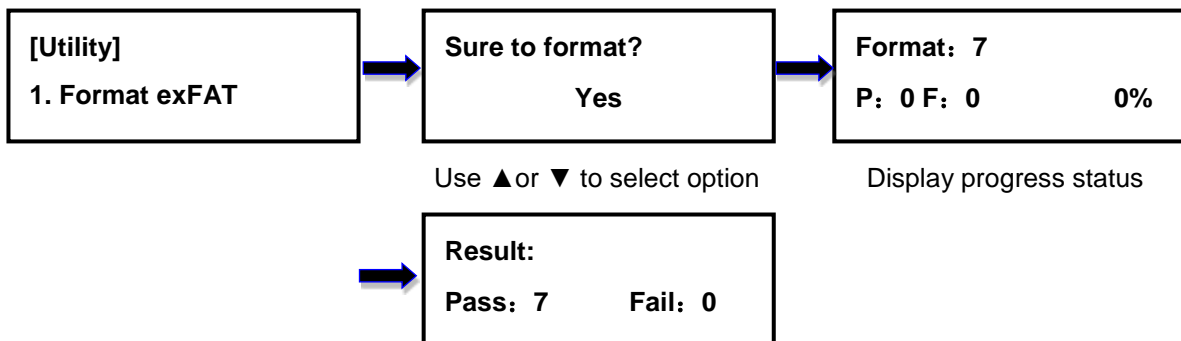 [Utility]
1. Format exFAT
Sure to format?
Yes
Format：7
P：0 F：0 0%
Use ▲or ▼ to select option
Display progress status
Result:
Pass：7 Fail：0